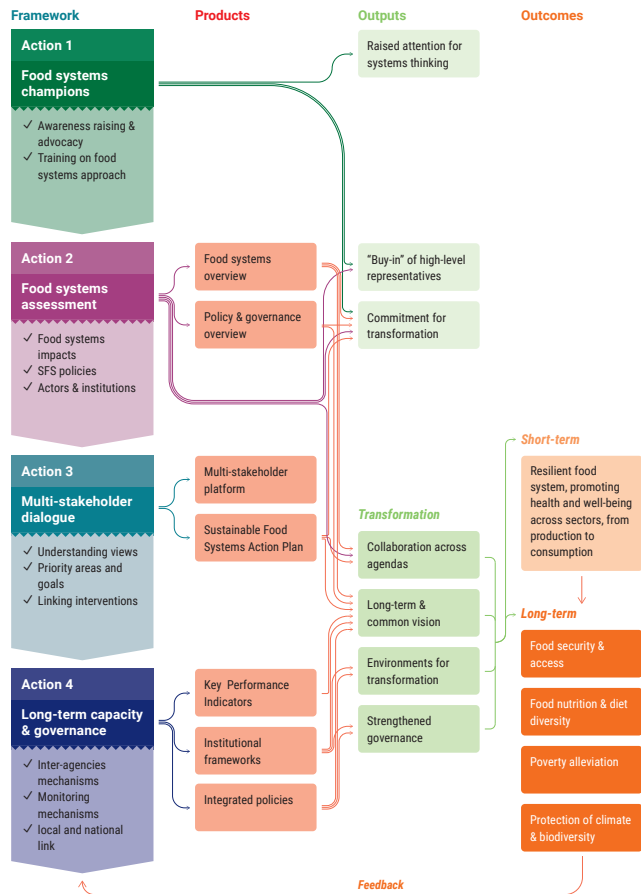 Framework
Products
Outputs
Outcomes
Action 1
Food systems
champions
✓ Awareness raising &
advocacy
✓ Training on food
systems approach
Raised attention for
systems thinking
Action 2
Food systems
assessment
✓ Food systems
impacts
✓ SFS policies
✓ Actors & institutions
Food systems
overview
Policy & governance
overview
"Buy-in" of high-level
representatives
Commitment for
transformation
Action 3
Multi-stakeholder
dialogue
✓ Understanding views
✓ Priority areas and
goals
✓ Linking interventions
Multi-stakeholder
platform
Sustainable Food
Systems Action Plan
Transformation
Collaboration across
agendas
Long-term &
common vision
Environments for
transformation
Strengthened
governance
Short-term
Resilient food
system, promoting
health and well-being
across sectors, from
production to
consumption
Long-term
Food security &
access
Food nutrition & diet
diversity
Poverty alleviation
Protection of climate
& biodiversity
Action 4
Long-term capacity
& governance
✓ Inter-agencies
mechanisms
✓ Monitoring
mechanisms
✓ local and national
link
Key Performance
Indicators
Institutional
frameworks
Integrated policies
Feedback